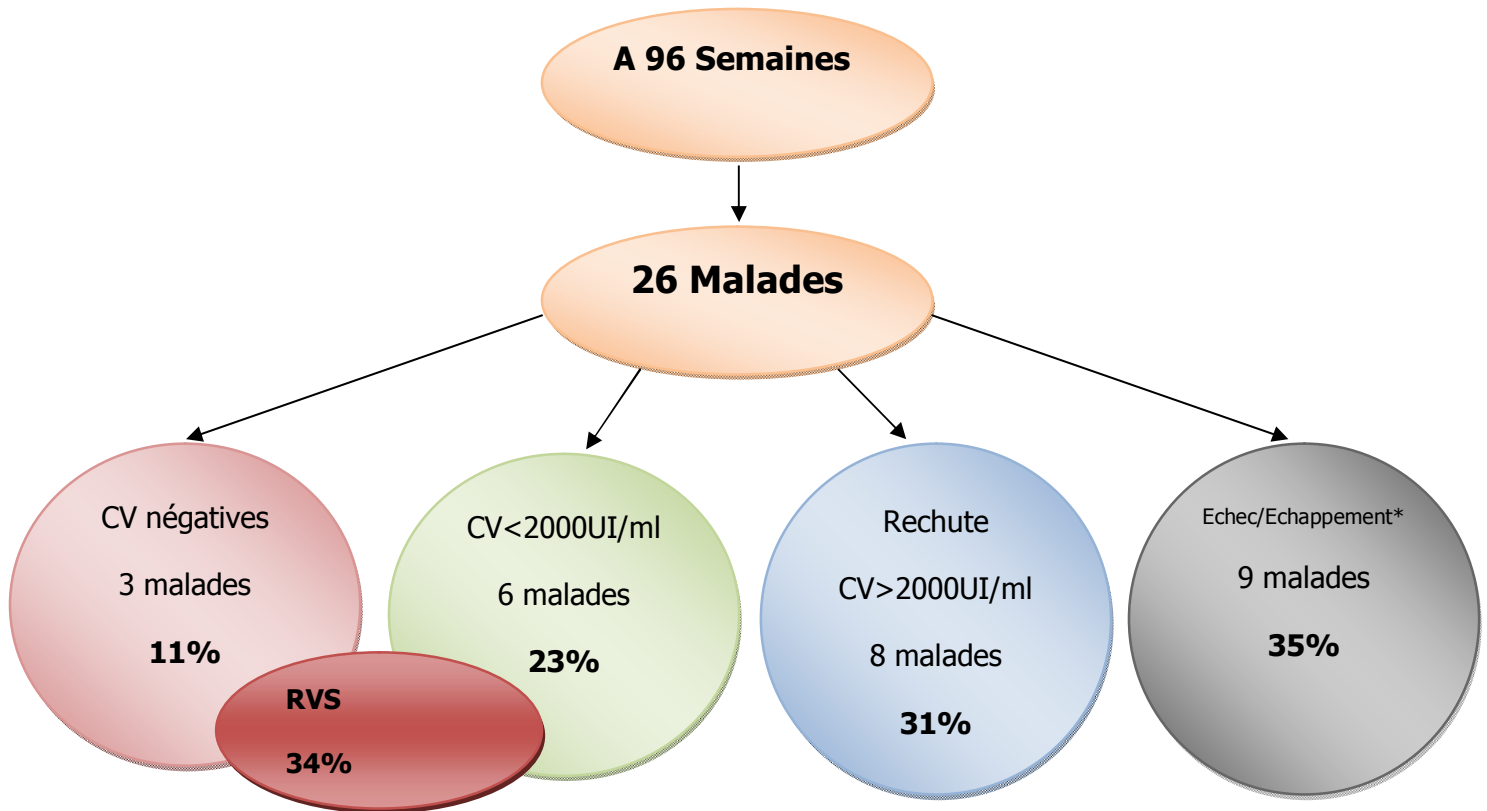 A 96 Semaines
26 Malades
CV négatives
3 malades
11%
CV<2000UI/ml
6 malades
23%
RVS
34%
Rechute
CV>2000UI/ml
8 malades
31%
Echec/Echappement*
9 malades
35%